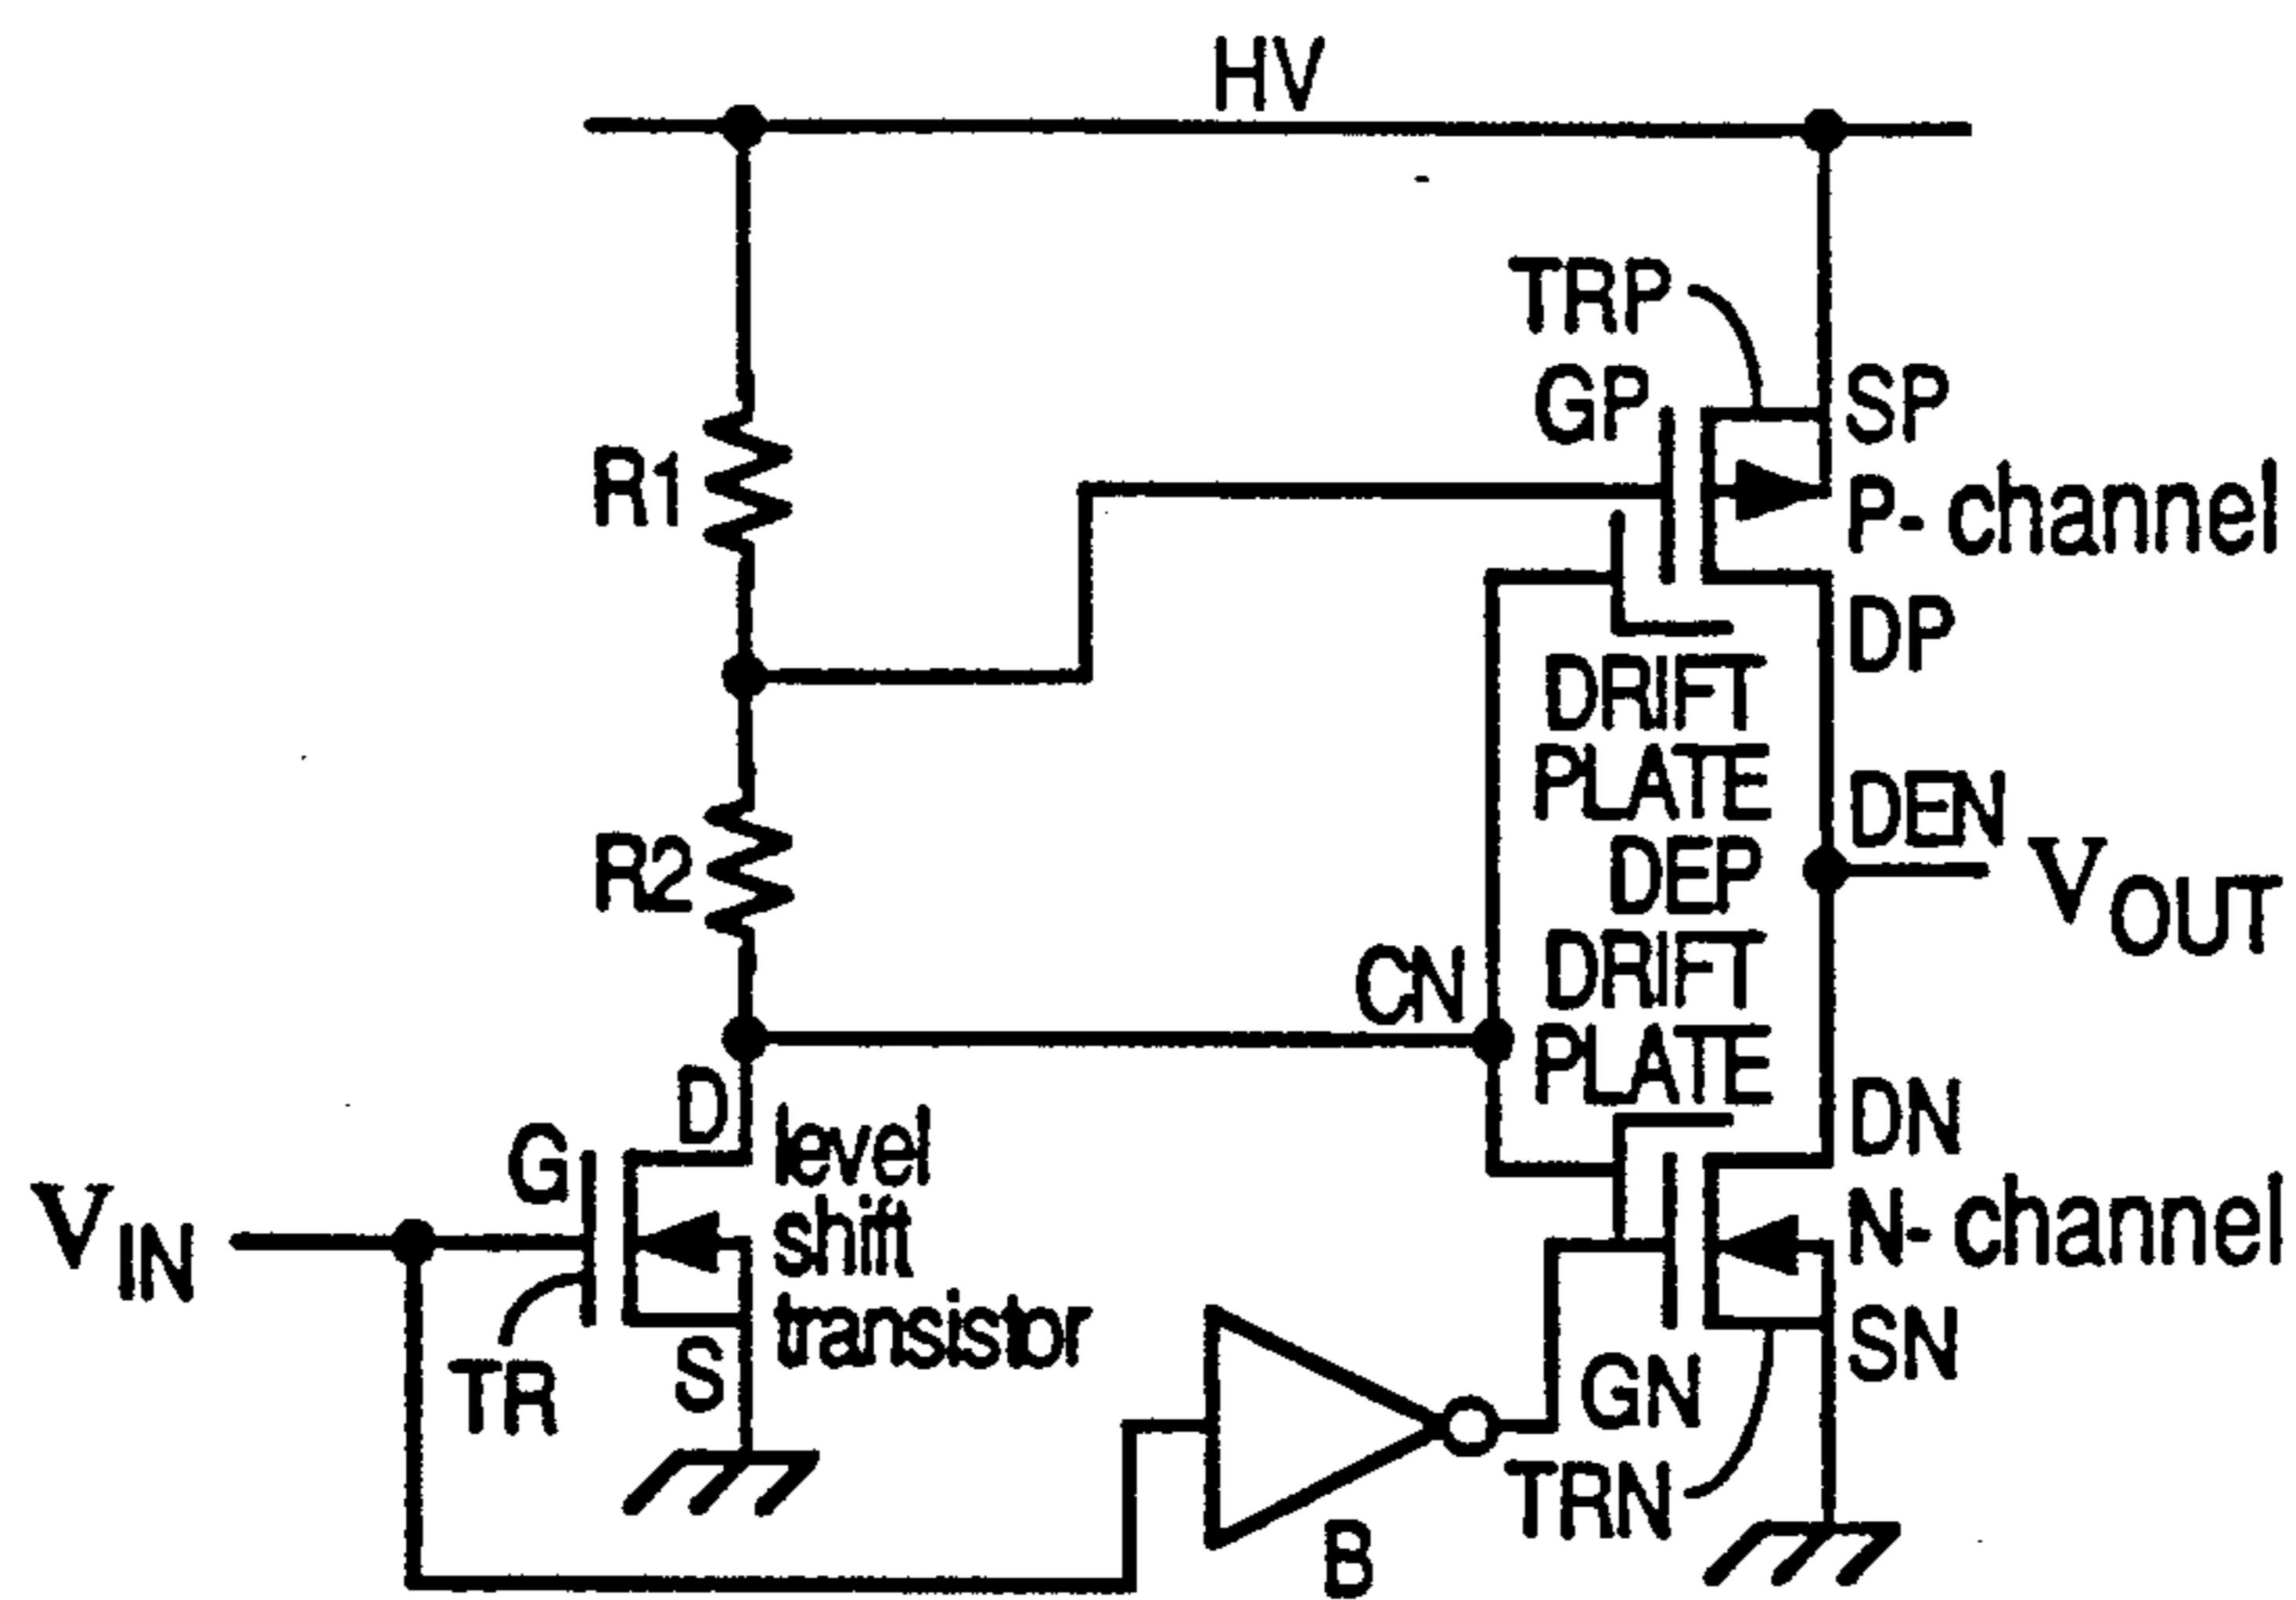 HV
TRP
GP
SP
R1
P- channel
DP
DRIFT
PLATE
DEN
R2
DEP
VOUT
DRIFT
CN
PLATE
D
DN
G
level
shift
transistor
VIN
N- channel
S
SN
TR
GN
TRN
B